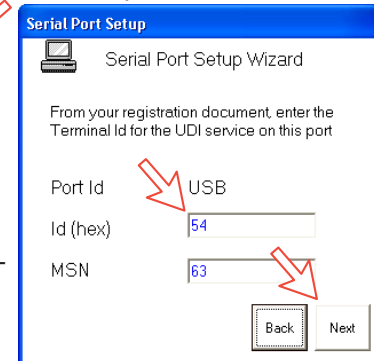 Serial Port Setup
Serial Port Setup Wizard
From your registration document, enter the
Terminal Id for the UDI service on this port
Port Id USB
Id (hex) 54
MSN 63
Back Next